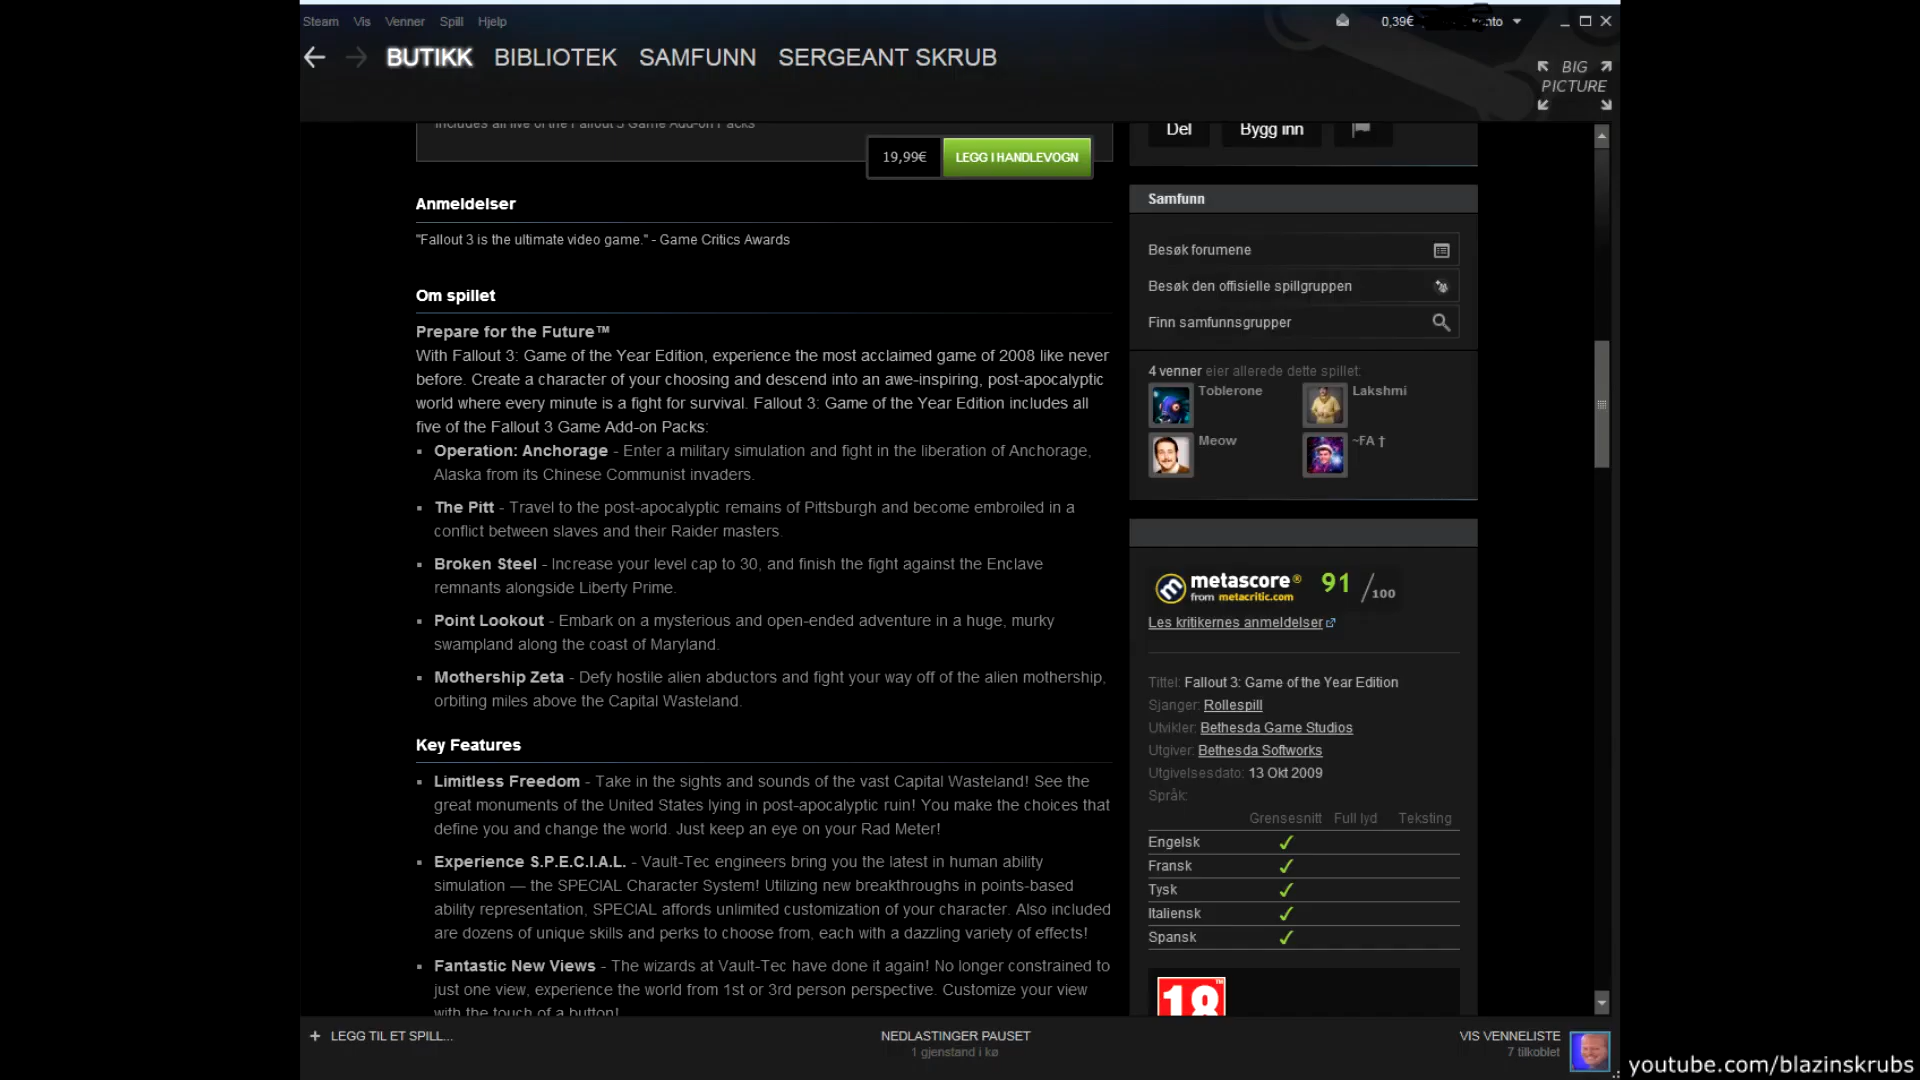 Steam Vis Venner Spill Hjelp
0,39€
BUTIKK BIBLIOTEK SAMFUNN SERGEANT SKRUB
BIG
PICTURE
Includes all five of the Fallout 3 Game Add-on Packs
19,99€ LEGG I HANDLEVOGN
Anmeldelser
"Fallout 3 is the ultimate video game." - Game Critics Awards
Om spillet
Prepare for the Future™
With Fallout 3: Game of the Year Edition, experience the most acclaimed game of 2008 like never
before. Create a character of your choosing and descend into an awe-inspiring, post-apocalyptic
world where every minute is a fight for survival. Fallout 3: Game of the Year Edition includes all
five of the Fallout 3 Game Add-on Packs:
▪ Operation: Anchorage - Enter a military simulation and fight in the liberation of Anchorage,
Alaska from its Chinese Communist invaders.
▪ The Pitt - Travel to the post-apocalyptic remains of Pittsburgh and become embroiled in a
conflict between slaves and their Raider masters.
▪ Broken Steel - Increase your level cap to 30, and finish the fight against the Enclave
remnants alongside Liberty Prime.
▪ Point Lookout - Embark on a mysterious and open-ended adventure in a huge, murky
swampland along the coast of Maryland.
▪ Mothership Zeta - Defy hostile alien abductors and fight your way off of the alien mothership,
orbiting miles above the Capital Wasteland.
Key Features
▪ Limitless Freedom - Take in the sights and sounds of the vast Capital Wasteland! See the
great monuments of the United States lying in post-apocalyptic ruin! You make the choices that
define you and change the world. Just keep an eye on your Rad Meter!
▪ Experience S.P.E.C.I.A.L. - Vault-Tec engineers bring you the latest in human ability
simulation — the SPECIAL Character System! Utilizing new breakthroughs in points-based
ability representation, SPECIAL affords unlimited customization of your character. Also included
are dozens of unique skills and perks to choose from, each with a dazzling variety of effects!
▪ Fantastic New Views - The wizards at Vault-Tec have done it again! No longer constrained to
just one view, experience the world from 1st or 3rd person perspective. Customize your view
with the touch of a button!
Del Bygg inn
Samfunn
Besøk forumene
Besøk den offisielle spillgruppen
Finn samfunnsgrupper
4 venner eier allerede dette spillet:
Toblerone Lakshmi
Meow ~FA †
metascore® 91 /100
from metacritic.com
Les kritikernes anmeldelser
Tittel: Fallout 3: Game of the Year Edition
Sjanger: Rollespill
Utvikler: Bethesda Game Studios
Utgiver: Bethesda Softworks
Utgivelsesdato: 13 Okt 2009
Språk:
Grensesnitt Full lyd Teksting
Engelsk ✓
Fransk ✓
Tysk ✓
Italiensk ✓
Spansk ✓
18
+ LEGG TIL ET SPILL...
NEDLASTINGER PAUSET
1 gjenstand i kø
VIS VENNELISTE
7 tilkoblet
youtube.com/blazinskrubs